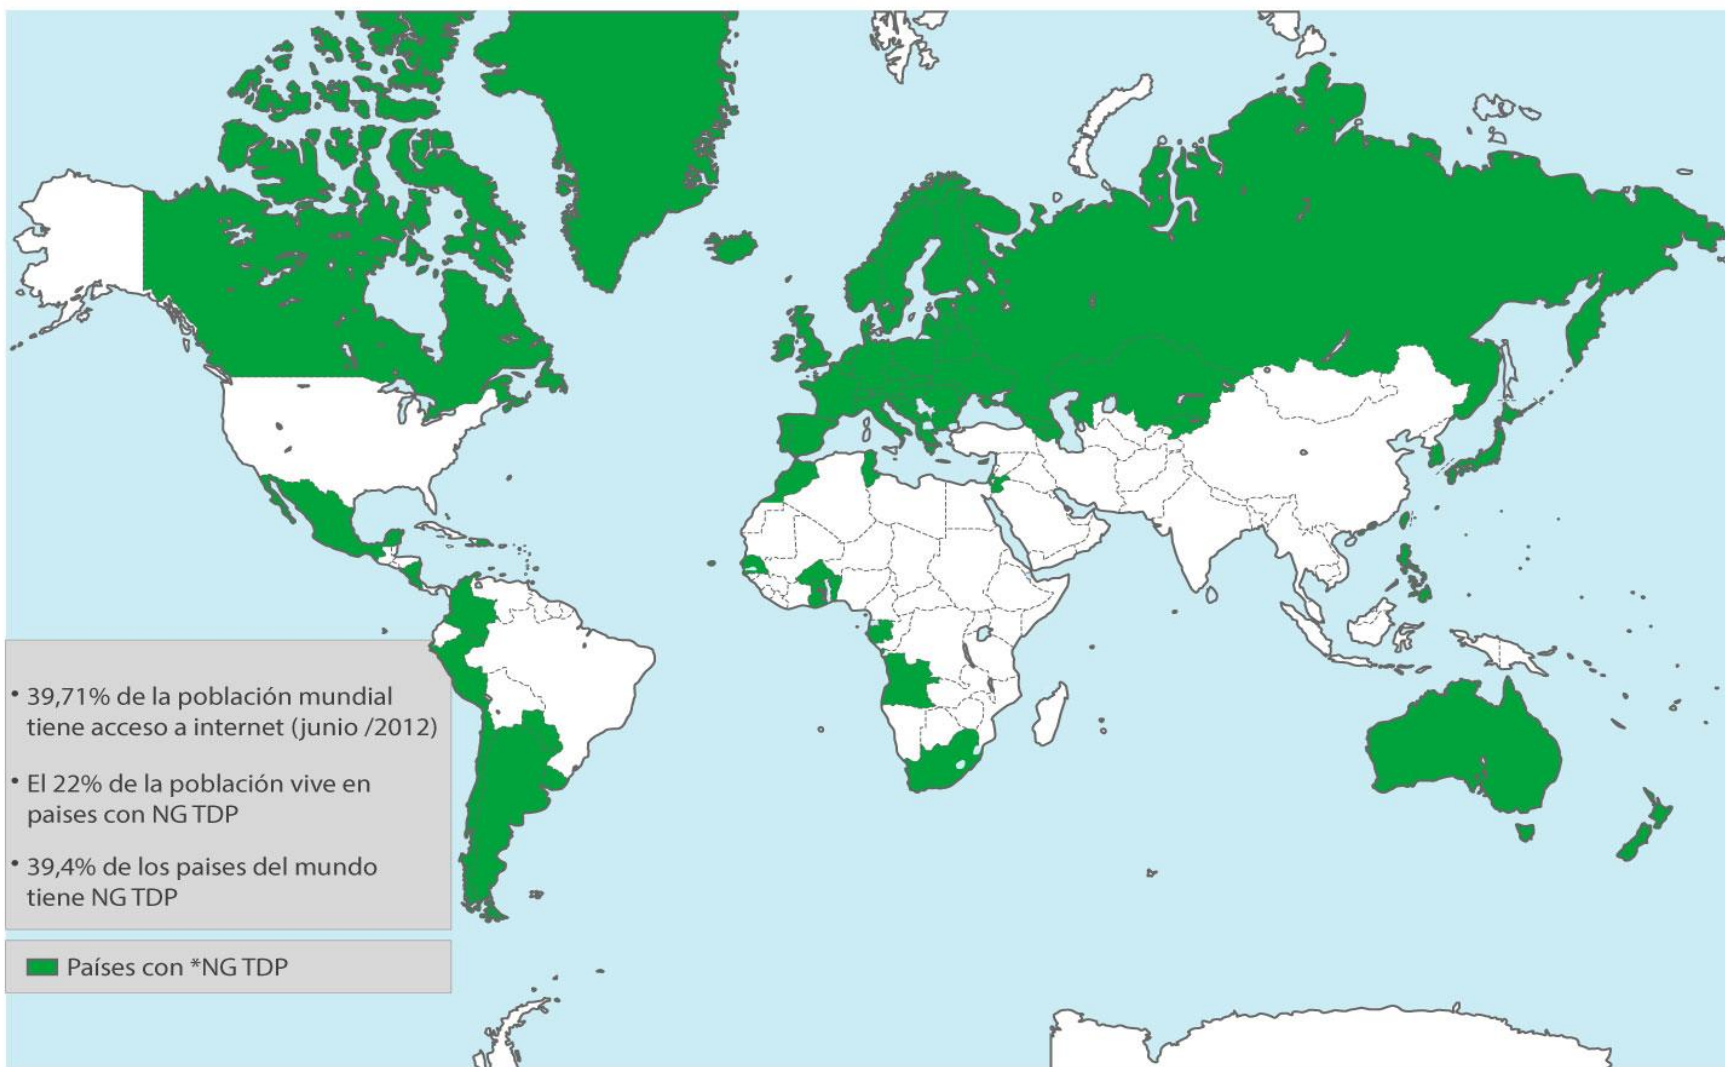 • 39,71% de la población mundial
tiene acceso a internet (junio /2012)
• El 22% de la población vive en
paises con NG TDP
• 39,4% de los paises del mundo
tiene NG TDP
Países con *NG TDP